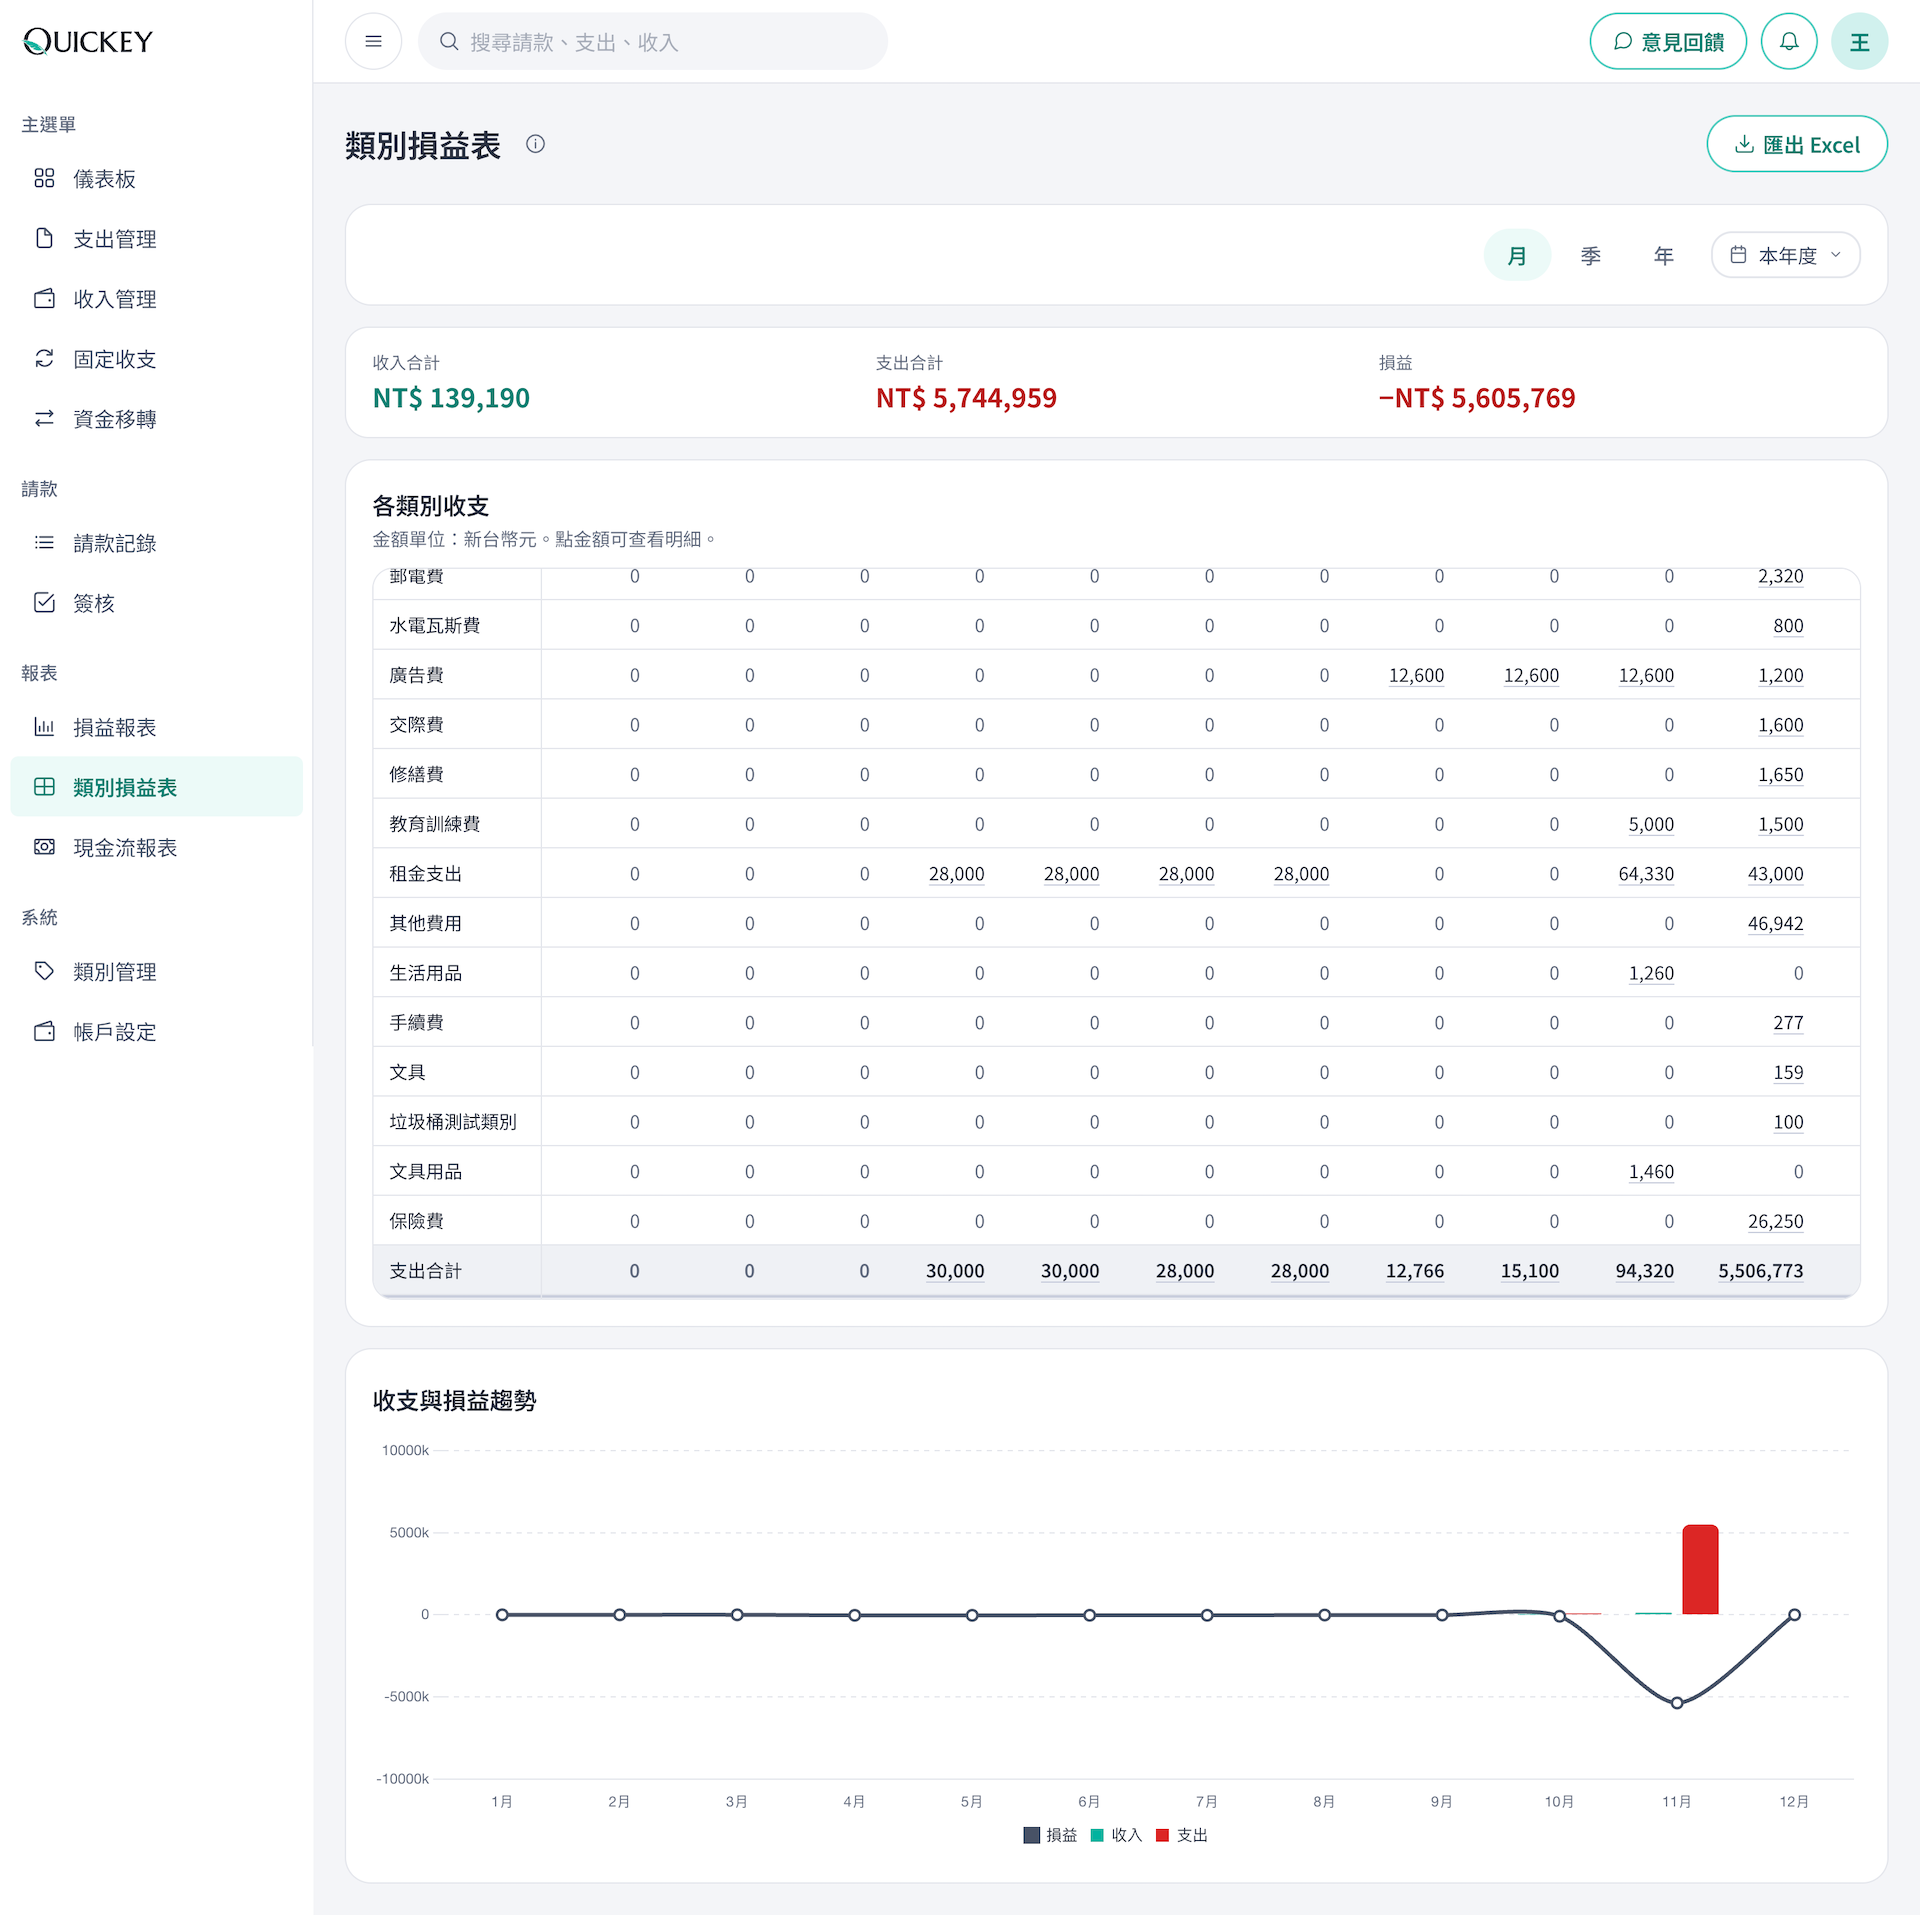 QUICKEY
搜尋請款、支出、收入
意見回饋
王
主選單
儀表板
支出管理
收入管理
固定收支
資金移轉
請款
請款記錄
簽核
報表
損益報表
類別損益表
現金流報表
系統
類別管理
帳戶設定
類別損益表
匯出 Excel
月 季 年 本年度
收入合計 支出合計 損益
NT$ 139,190 NT$ 5,744,959 −NT$ 5,605,769
各類別收支
金額單位：新台幣元。點金額可查看明細。
郵電費 0 0 0 0 0 0 0 0 0 0 2,320
水電瓦斯費 0 0 0 0 0 0 0 0 0 0 800
廣告費 0 0 0 0 0 0 0 12,600 12,600 12,600 1,200
交際費 0 0 0 0 0 0 0 0 0 0 1,600
修繕費 0 0 0 0 0 0 0 0 0 0 1,650
教育訓練費 0 0 0 0 0 0 0 0 0 5,000 1,500
租金支出 0 0 0 28,000 28,000 28,000 28,000 0 0 64,330 43,000
其他費用 0 0 0 0 0 0 0 0 0 0 46,942
生活用品 0 0 0 0 0 0 0 0 0 1,260 0
手續費 0 0 0 0 0 0 0 0 0 0 277
文具 0 0 0 0 0 0 0 0 0 0 159
垃圾桶測試類別 0 0 0 0 0 0 0 0 0 0 100
文具用品 0 0 0 0 0 0 0 0 0 1,460 0
保險費 0 0 0 0 0 0 0 0 0 0 26,250
支出合計 0 0 0 30,000 30,000 28,000 28,000 12,766 15,100 94,320 5,506,773
收支與損益趨勢
10000k
5000k
0
-5000k
-10000k
1月 2月 3月 4月 5月 6月 7月 8月 9月 10月 11月 12月
損益 收入 支出